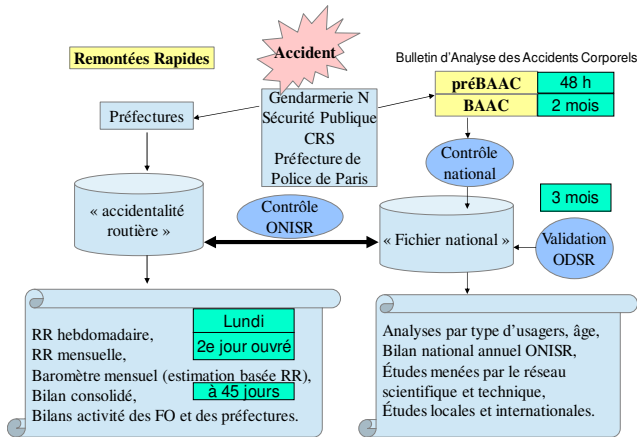 Accident
Remontées Rapides
Bulletin d'Analyse des Accidents Corporels
préBAAC 48 h
BAAC 2 mois
Gendarmerie N
Sécurité Publique
CRS
Préfecture de
Police de Paris
Préfectures
Contrôle
national
3 mois
« accidentalité
routière »
Contrôle
ONISR
« Fichier national »
Validation
ODSR
RR hebdomadaire, Lundi
RR mensuelle, 2e jour ouvré
Baromètre mensuel (estimation basée RR),
Bilan consolidé, à 45 jours
Bilans activité des FO et des préfectures.
Analyses par type d'usagers, âge,
Bilan national annuel ONISR,
Études menées par le réseau
scientifique et technique,
Études locales et internationales.